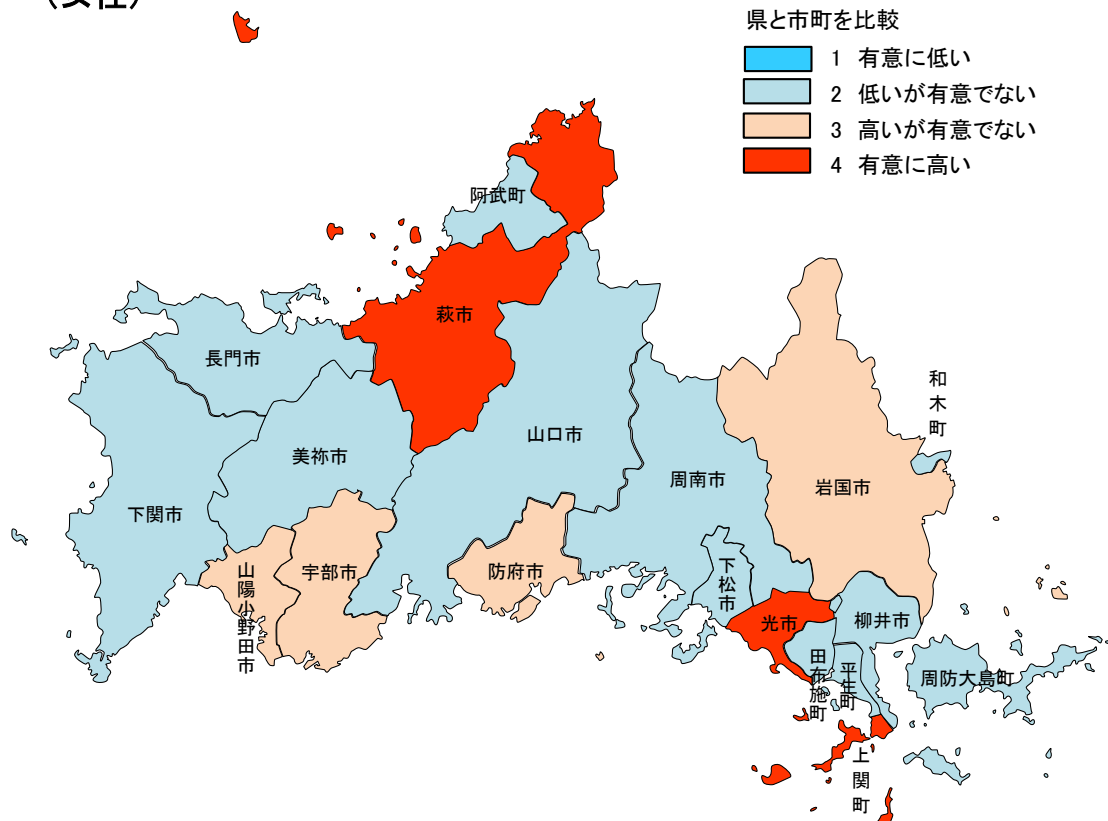 （女性）
県と市町を比較
1 有意に低い
2 低いが有意でない
3 高いが有意でない
4 有意に高い
阿武町
萩市
長門市
和木町
山口市
美祢市
周南市
岩国市
下関市
防府市
宇部市
山陽小野田市
下松市
光市
柳井市
田布施町
平生町
周防大島町
上関町